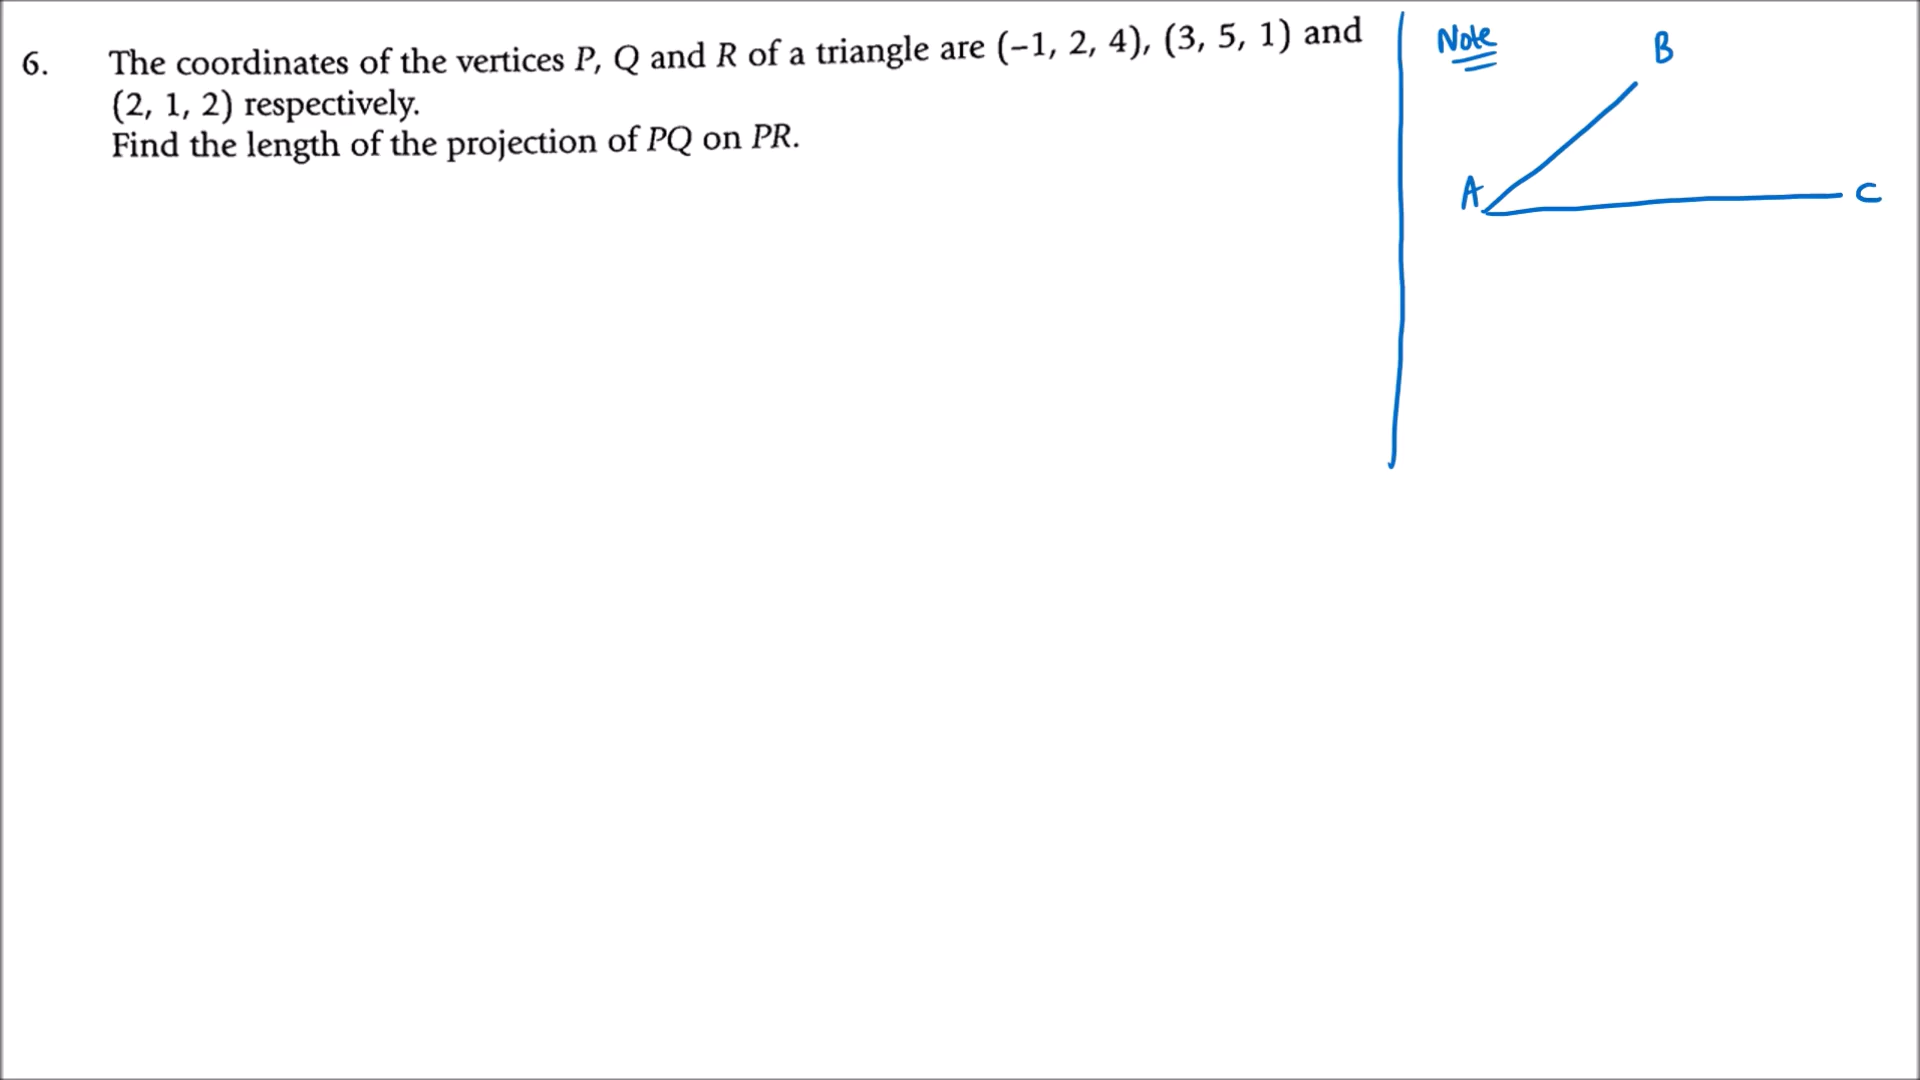 6. The coordinates of the vertices P, Q and R of a triangle are (−1, 2, 4), (3, 5, 1) and
(2, 1, 2) respectively.
Find the length of the projection of PQ on PR.
Note
B
A
C